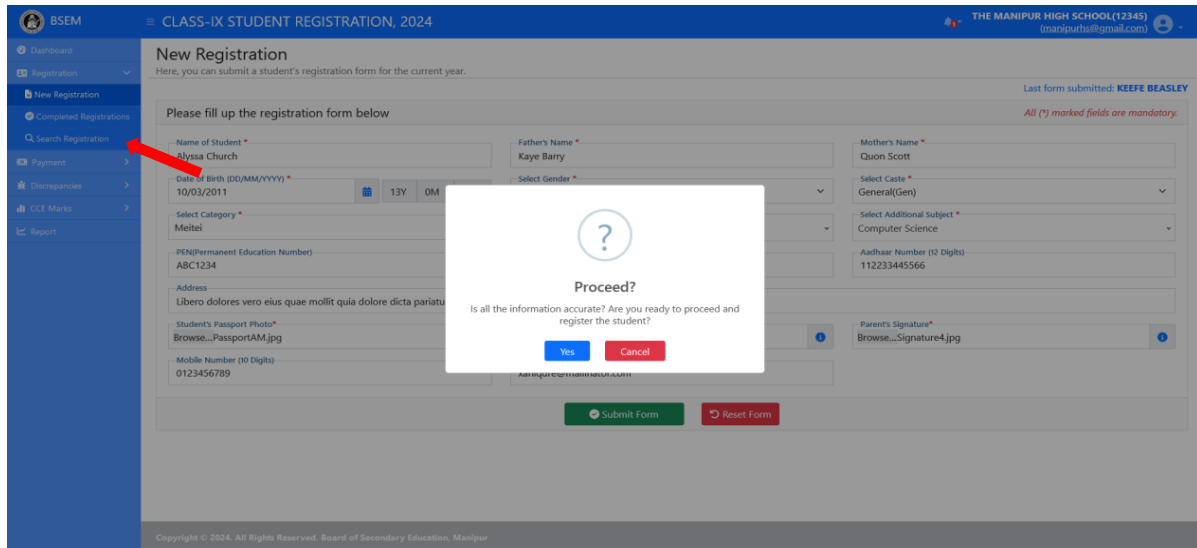 BSEM
CLASS-IX STUDENT REGISTRATION, 2024
THE MANIPUR HIGH SCHOOL(12345)
(manipurhs@gmail.com)
Dashboard
Registration
New Registration
Completed Registrations
Search Registration
Payment
Discrepancies
CCE Marks
Report
New Registration
Here, you can submit a student's registration form for the current year.
Last form submitted: KEEFE BEASLEY
Please fill up the registration form below
All (*) marked fields are mandatory.
Name of Student *
Alyssa Church
Father's Name *
Kaye Barry
Mother's Name *
Quon Scott
Date of Birth (DD/MM/YYYY) *
10/03/2011
13Y 0M
Select Gender *
Select Caste *
General(Gen)
Select Category *
Meitei
Select Additional Subject *
Computer Science
PEN(Permanent Education Number)
ABC1234
Aadhaar Number (12 Digits)
112233445566
Address
Libero dolores vero eius quae mollit quia dolore dicta pariatu
Student's Passport Photo*
Browse...PassportAM.jpg
Parent's Signature*
Browse...Signature4.jpg
Mobile Number (10 Digits)
0123456789
Proceed?
Is all the information accurate? Are you ready to proceed and
register the student?
Yes
Cancel
Submit Form
Reset Form
Copyright © 2024. All Rights Reserved. Board of Secondary Education, Manipur